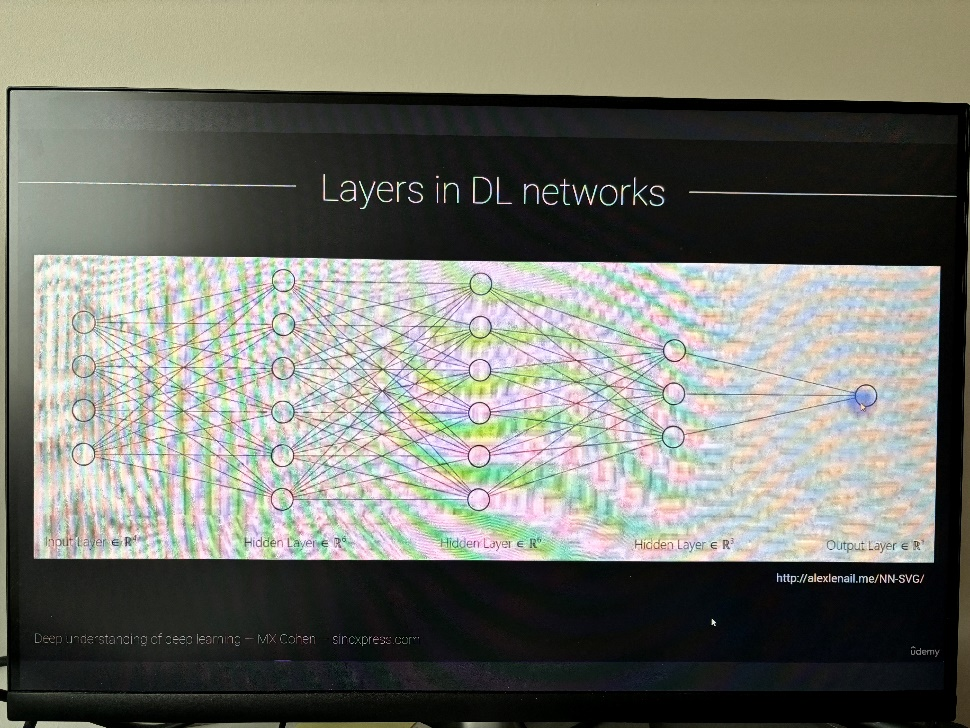 Layers in DL networks
Input Layer ∈ ℝ⁴
Hidden Layer ∈ ℝ⁶
Hidden Layer ∈ ℝ⁶
Hidden Layer ∈ ℝ³
Output Layer ∈ ℝ¹
http://alexlenail.me/NN-SVG/
Deep understanding of deep learning – MX Cohen sincxpress.com
udemy